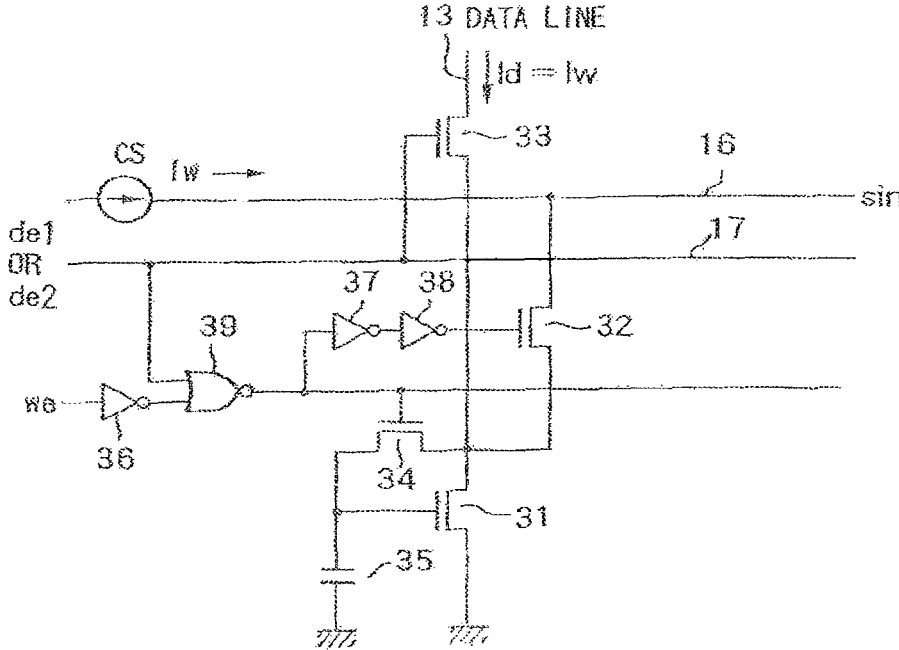 13 DATA LINE
Id = Iw
33
CS
Iw
16
sin
de1
OR
de2
17
37
38
32
39
we
36
34
31
35